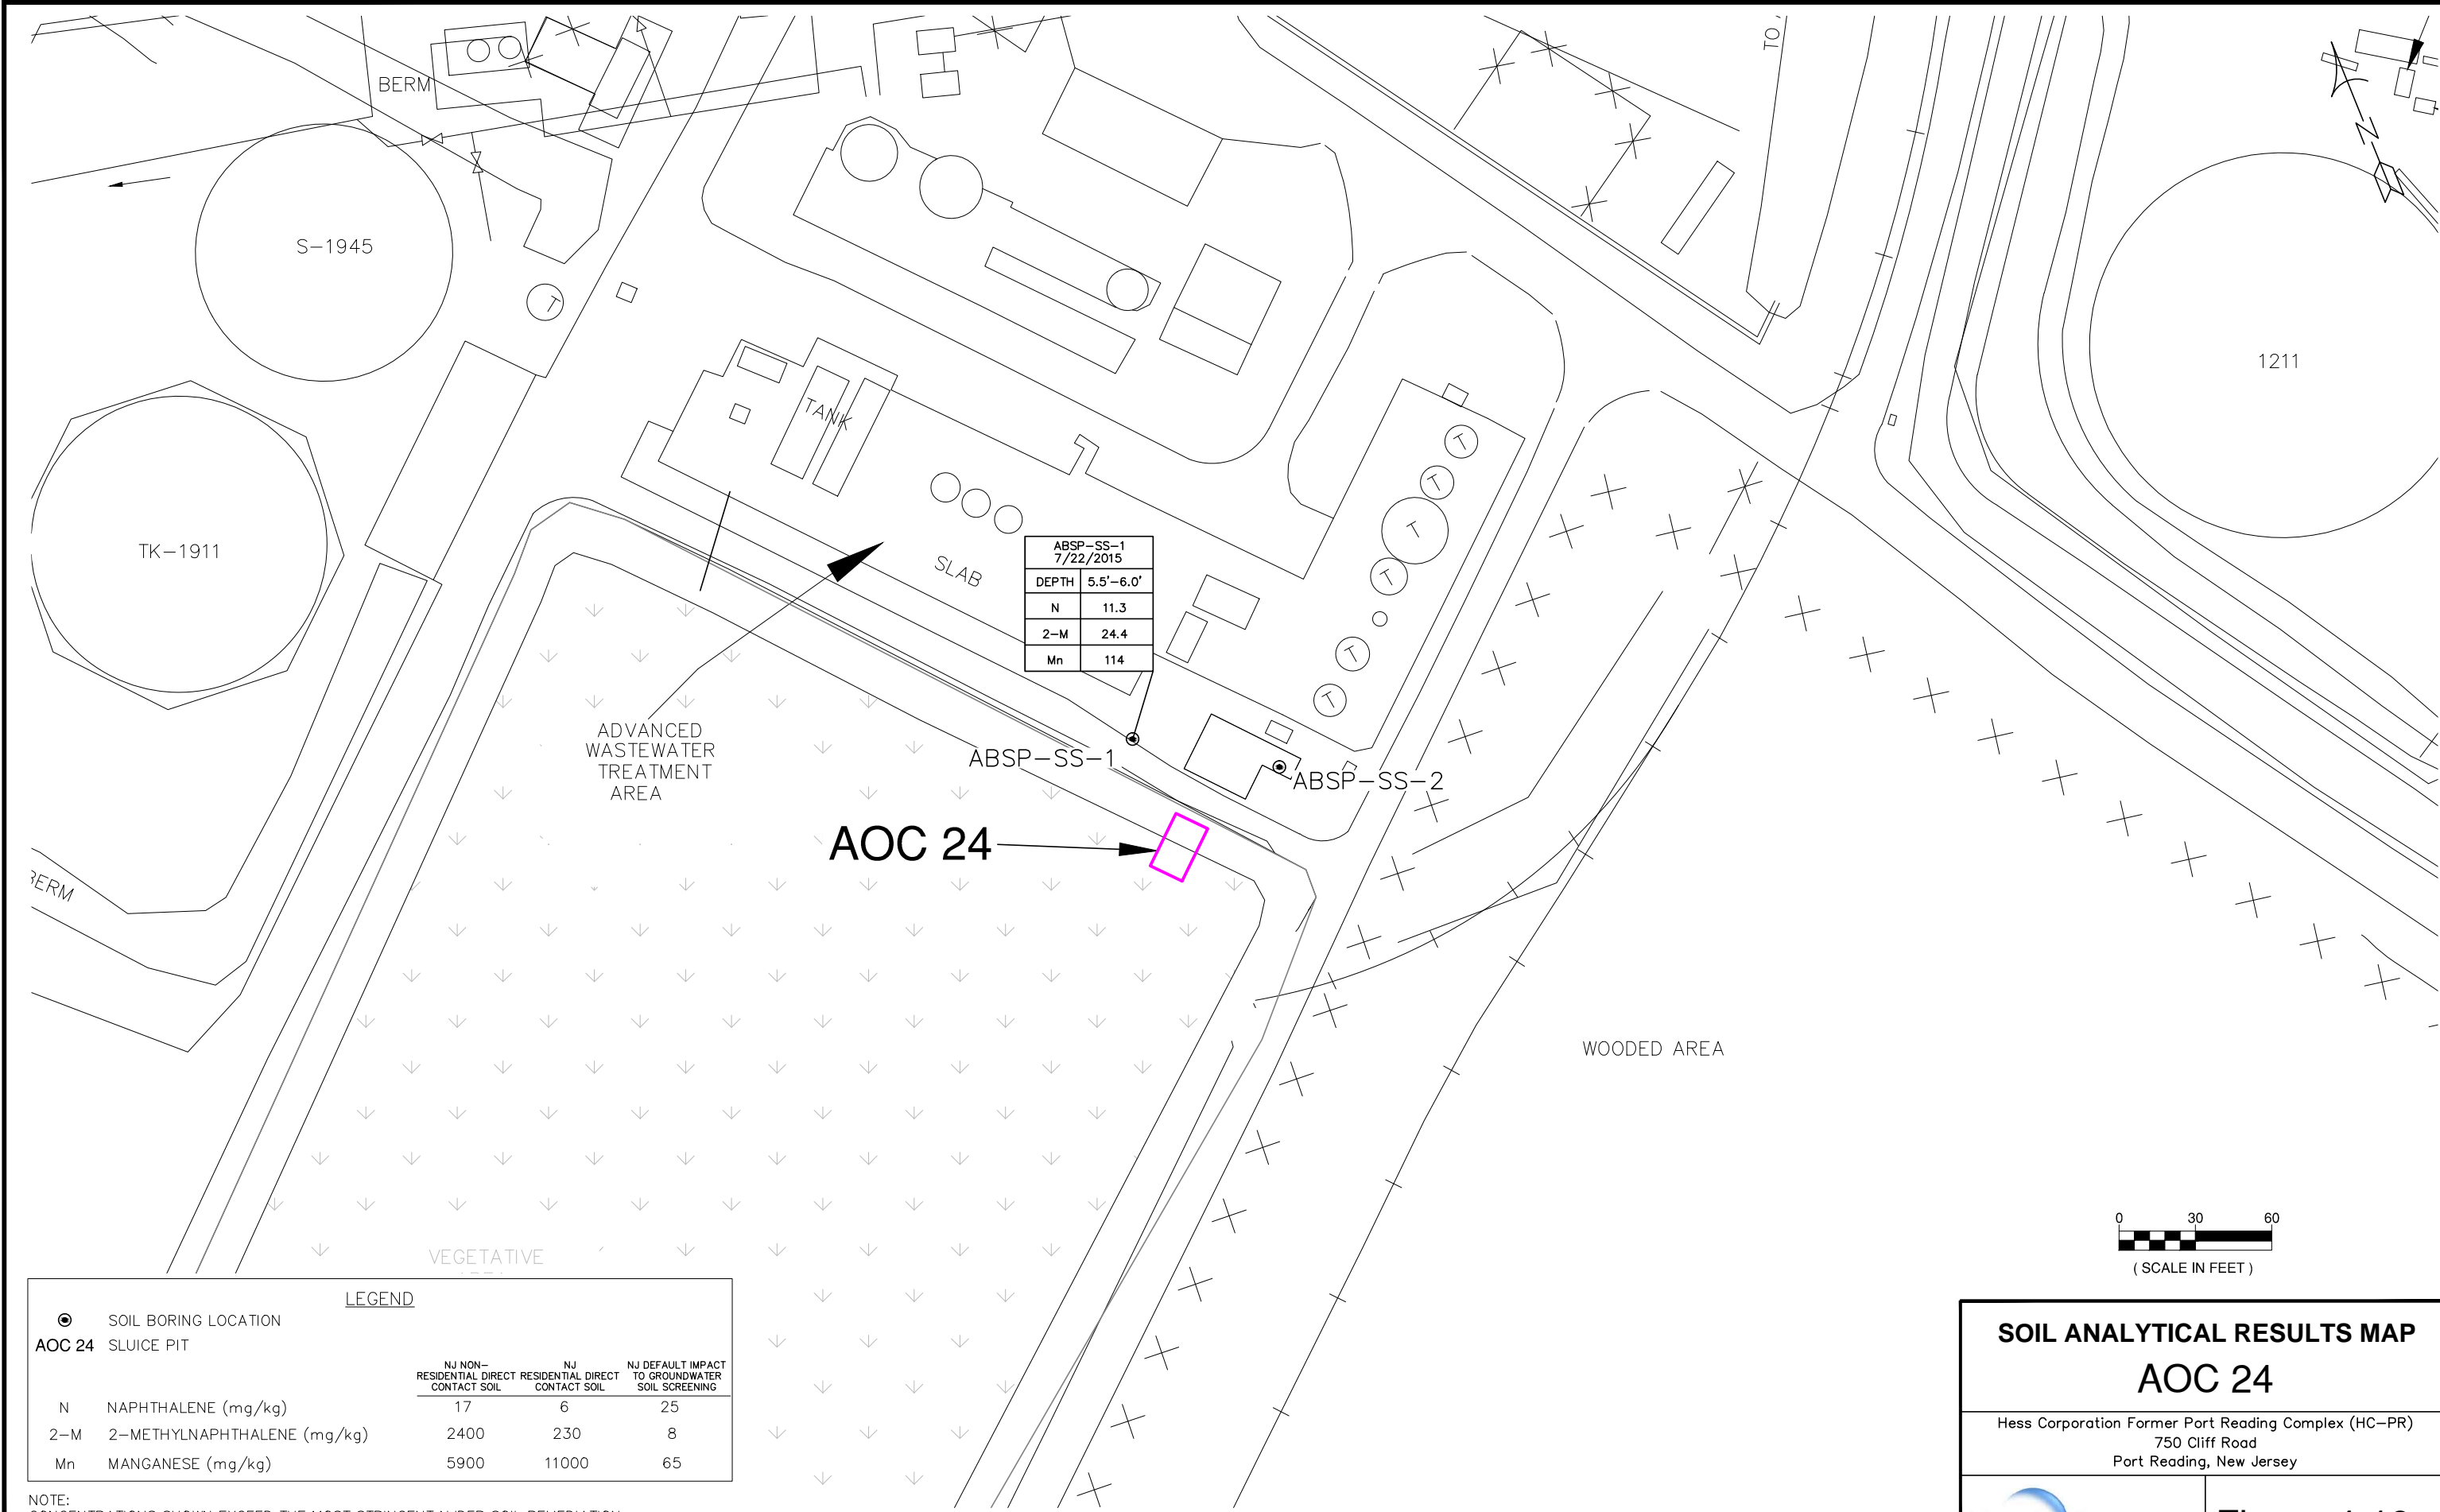 BERM
TO
N
S-1945
T
1211
TANK
TK-1911
SLAB
T
T
T
T
T
T
ABSP-SS-1
7/22/2015
DEPTH 5.5'-6.0'
N 11.3
2-M 24.4
Mn 114
ADVANCED
WASTEWATER
TREATMENT
AREA
ABSP-SS-1
ABSP-SS-2
AOC 24
BERM
WOODED AREA
VEGETATIVE
0 30 60
( SCALE IN FEET )
LEGEND
SOIL BORING LOCATION
AOC 24 SLUICE PIT
NJ NON-
RESIDENTIAL DIRECT
CONTACT SOIL
NJ
RESIDENTIAL DIRECT
CONTACT SOIL
NJ DEFAULT IMPACT
TO GROUNDWATER
SOIL SCREENING
N NAPHTHALENE (mg/kg) 17 6 25
2-M 2-METHYLNAPHTHALENE (mg/kg) 2400 230 8
Mn MANGANESE (mg/kg) 5900 11000 65
NOTE:
SOIL ANALYTICAL RESULTS MAP
AOC 24
Hess Corporation Former Port Reading Complex (HC-PR)
750 Cliff Road
Port Reading, New Jersey